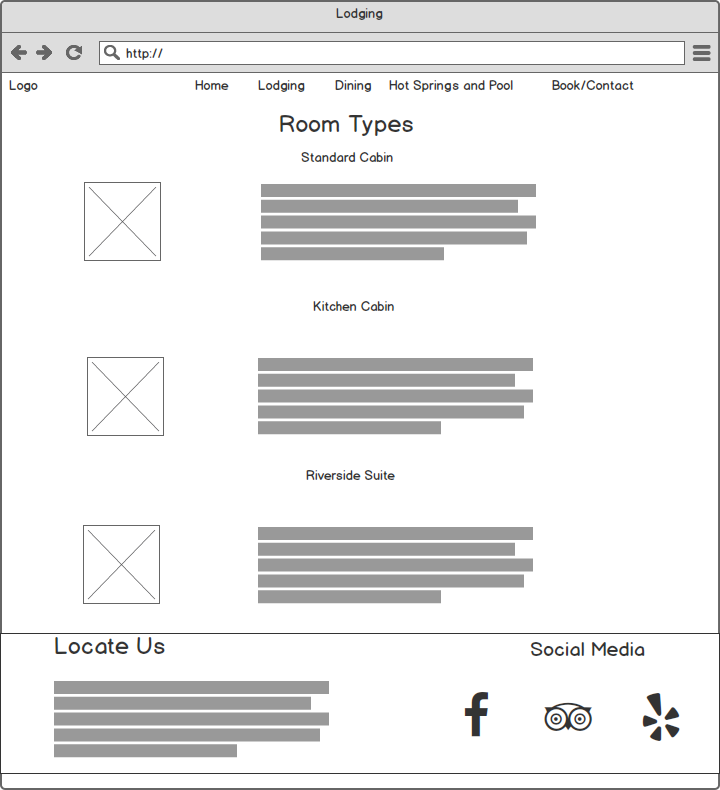 Lodging
http://
Logo Home Lodging Dining Hot Springs and Pool Book/Contact
Room Types
Standard Cabin
Kitchen Cabin
Riverside Suite
Locate Us
Social Media